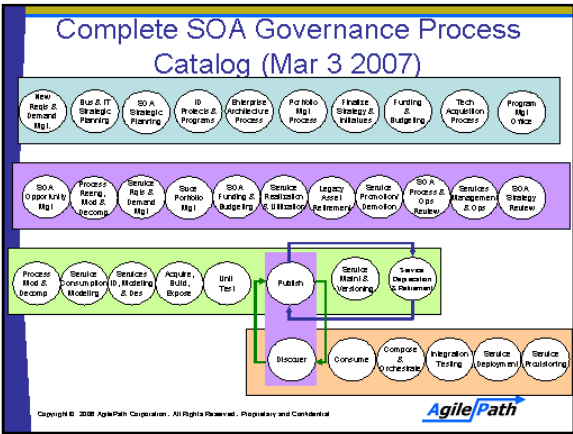 Complete SOA Governance Process
Catalog (Mar 3 2007)
New
Reqts &
Demand
Mgt.
Bus & IT
Strategic
Planning
SOA
Strategic
Planning
ID
Projects &
Programs
Enterprise
Architecture
Process
Portfolio
Mgt
Process
Finalize
Strategy &
Initiatives
Funding
&
Budgeting
Tech
Acquisition
Process
Program
Mgt
Office
SOA
Opportunity
Mgt
Process
Reeng,
Mod &
Decomp
Service
Rqts &
Demand
Mgt
Svce
Portfolio
Mgt
SOA
Funding &
Budgeting
Service
Realization
& Utilization
Legacy
Asset
Retirement
Service
Promotion/
Demotion
SOA
Process &
Ops
Review
Services
Management
& Ops
SOA
Strategy
Review
Process
Mod &
Decomp
Service
Consumption
Modeling
Services
ID, Modeling
& Des
Acquire,
Build,
Expose
Unit
Test
Publish
Service
Maint &
Versioning
Service
Deprecation
& Retirement
Discover
Consume
Compose
&
Orchestrate
Integration
Testing
Service
Deployment
Service
Provisioning
Copyright © 2006 AgilePath Corporation. All Rights Reserved. Proprietary and Confidential
AgilePath